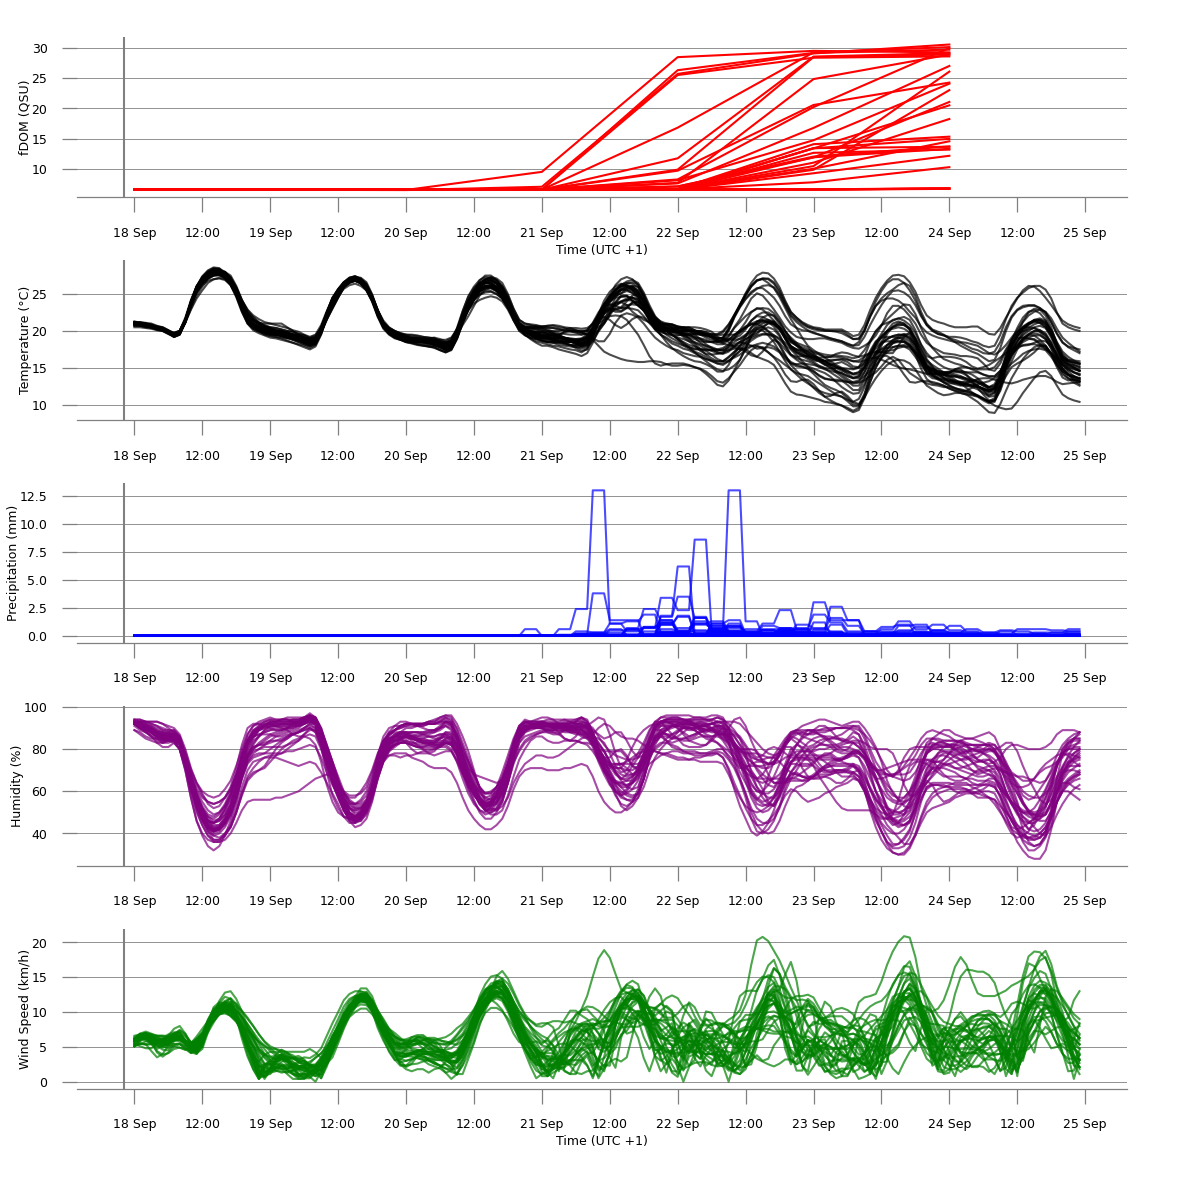 30
25
20
15
10
fDOM (QSU)
18 Sep 12:00 19 Sep 12:00 20 Sep 12:00 21 Sep 12:00 22 Sep 12:00 23 Sep 12:00 24 Sep 12:00 25 Sep
Time (UTC +1)
25
20
15
10
Temperature (°C)
18 Sep 12:00 19 Sep 12:00 20 Sep 12:00 21 Sep 12:00 22 Sep 12:00 23 Sep 12:00 24 Sep 12:00 25 Sep
12.5
10.0
7.5
5.0
2.5
0.0
Precipitation (mm)
18 Sep 12:00 19 Sep 12:00 20 Sep 12:00 21 Sep 12:00 22 Sep 12:00 23 Sep 12:00 24 Sep 12:00 25 Sep
100
80
60
40
Humidity (%)
18 Sep 12:00 19 Sep 12:00 20 Sep 12:00 21 Sep 12:00 22 Sep 12:00 23 Sep 12:00 24 Sep 12:00 25 Sep
20
15
10
5
0
Wind Speed (km/h)
18 Sep 12:00 19 Sep 12:00 20 Sep 12:00 21 Sep 12:00 22 Sep 12:00 23 Sep 12:00 24 Sep 12:00 25 Sep
Time (UTC +1)